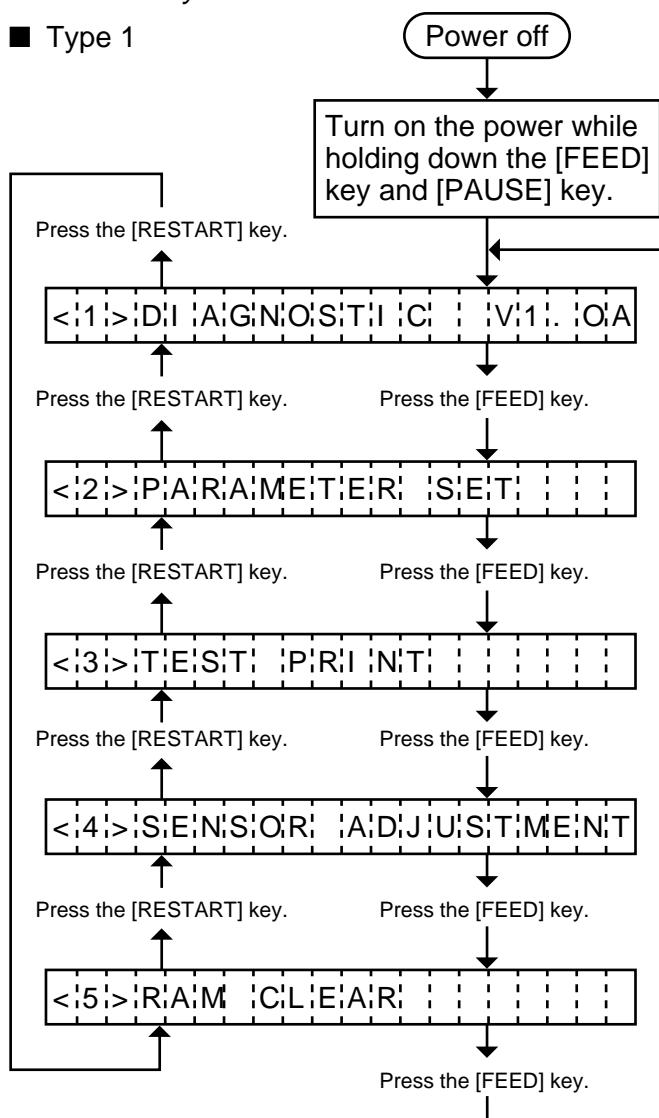 ■ Type 1
Power off
Turn on the power while
holding down the [FEED]
key and [PAUSE] key.
Press the [RESTART] key.
<1>DIAGNOSTIC  V1.OA
Press the [RESTART] key. Press the [FEED] key.
<2>PARAMETER SET
Press the [RESTART] key. Press the [FEED] key.
<3>TEST PRINT
Press the [RESTART] key. Press the [FEED] key.
<4>SENSOR ADJUSTMENT
Press the [RESTART] key. Press the [FEED] key.
<5>RAM CLEAR
Press the [FEED] key.